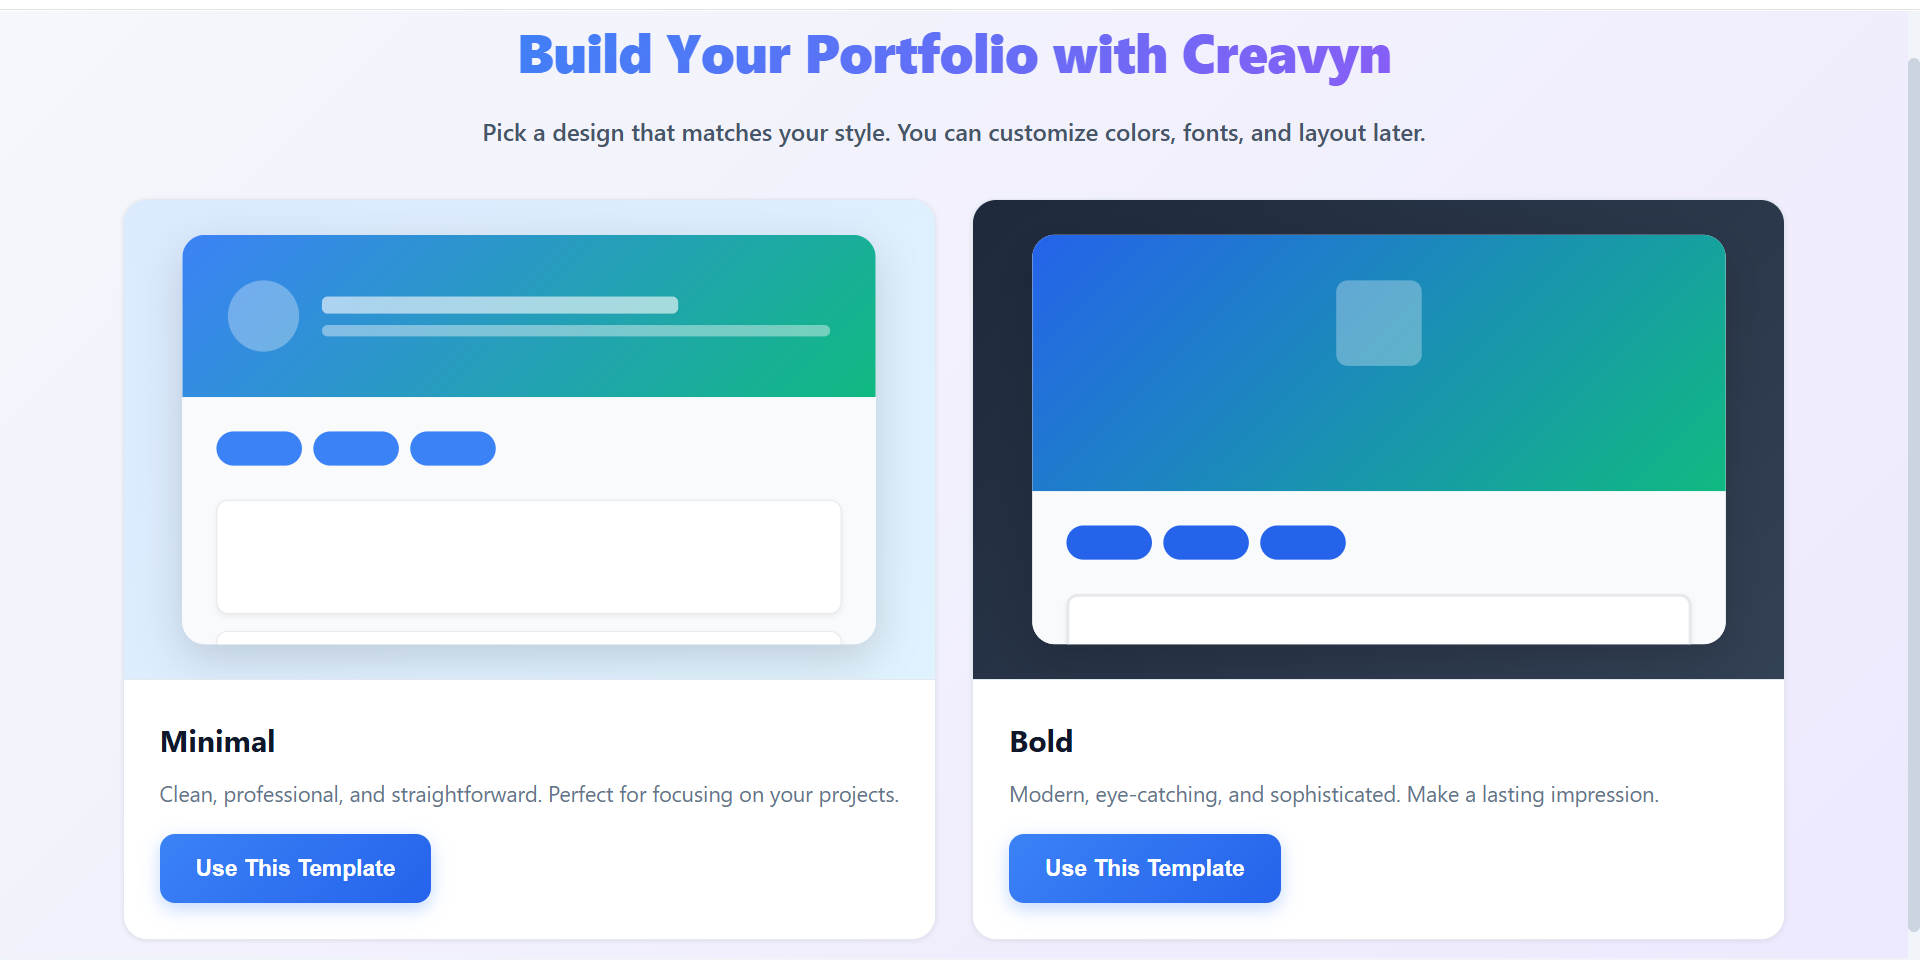 Build Your Portfolio with Creavyn
Pick a design that matches your style. You can customize colors, fonts, and layout later.
Minimal
Clean, professional, and straightforward. Perfect for focusing on your projects.
Use This Template
Bold
Modern, eye-catching, and sophisticated. Make a lasting impression.
Use This Template